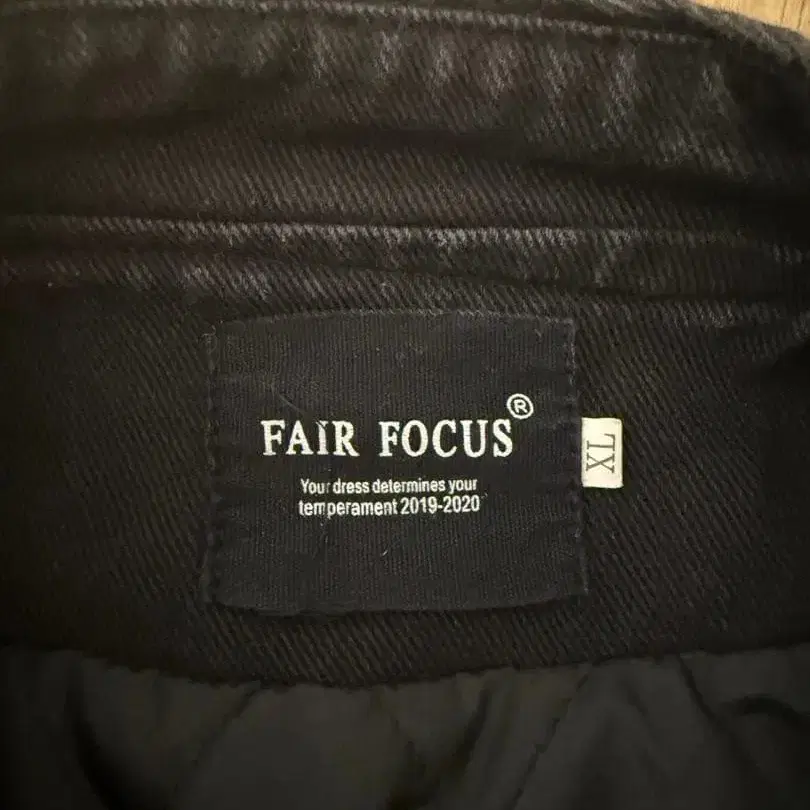 FAIR FOCUS®
Your dress determines your
temperament 2019-2020
XL